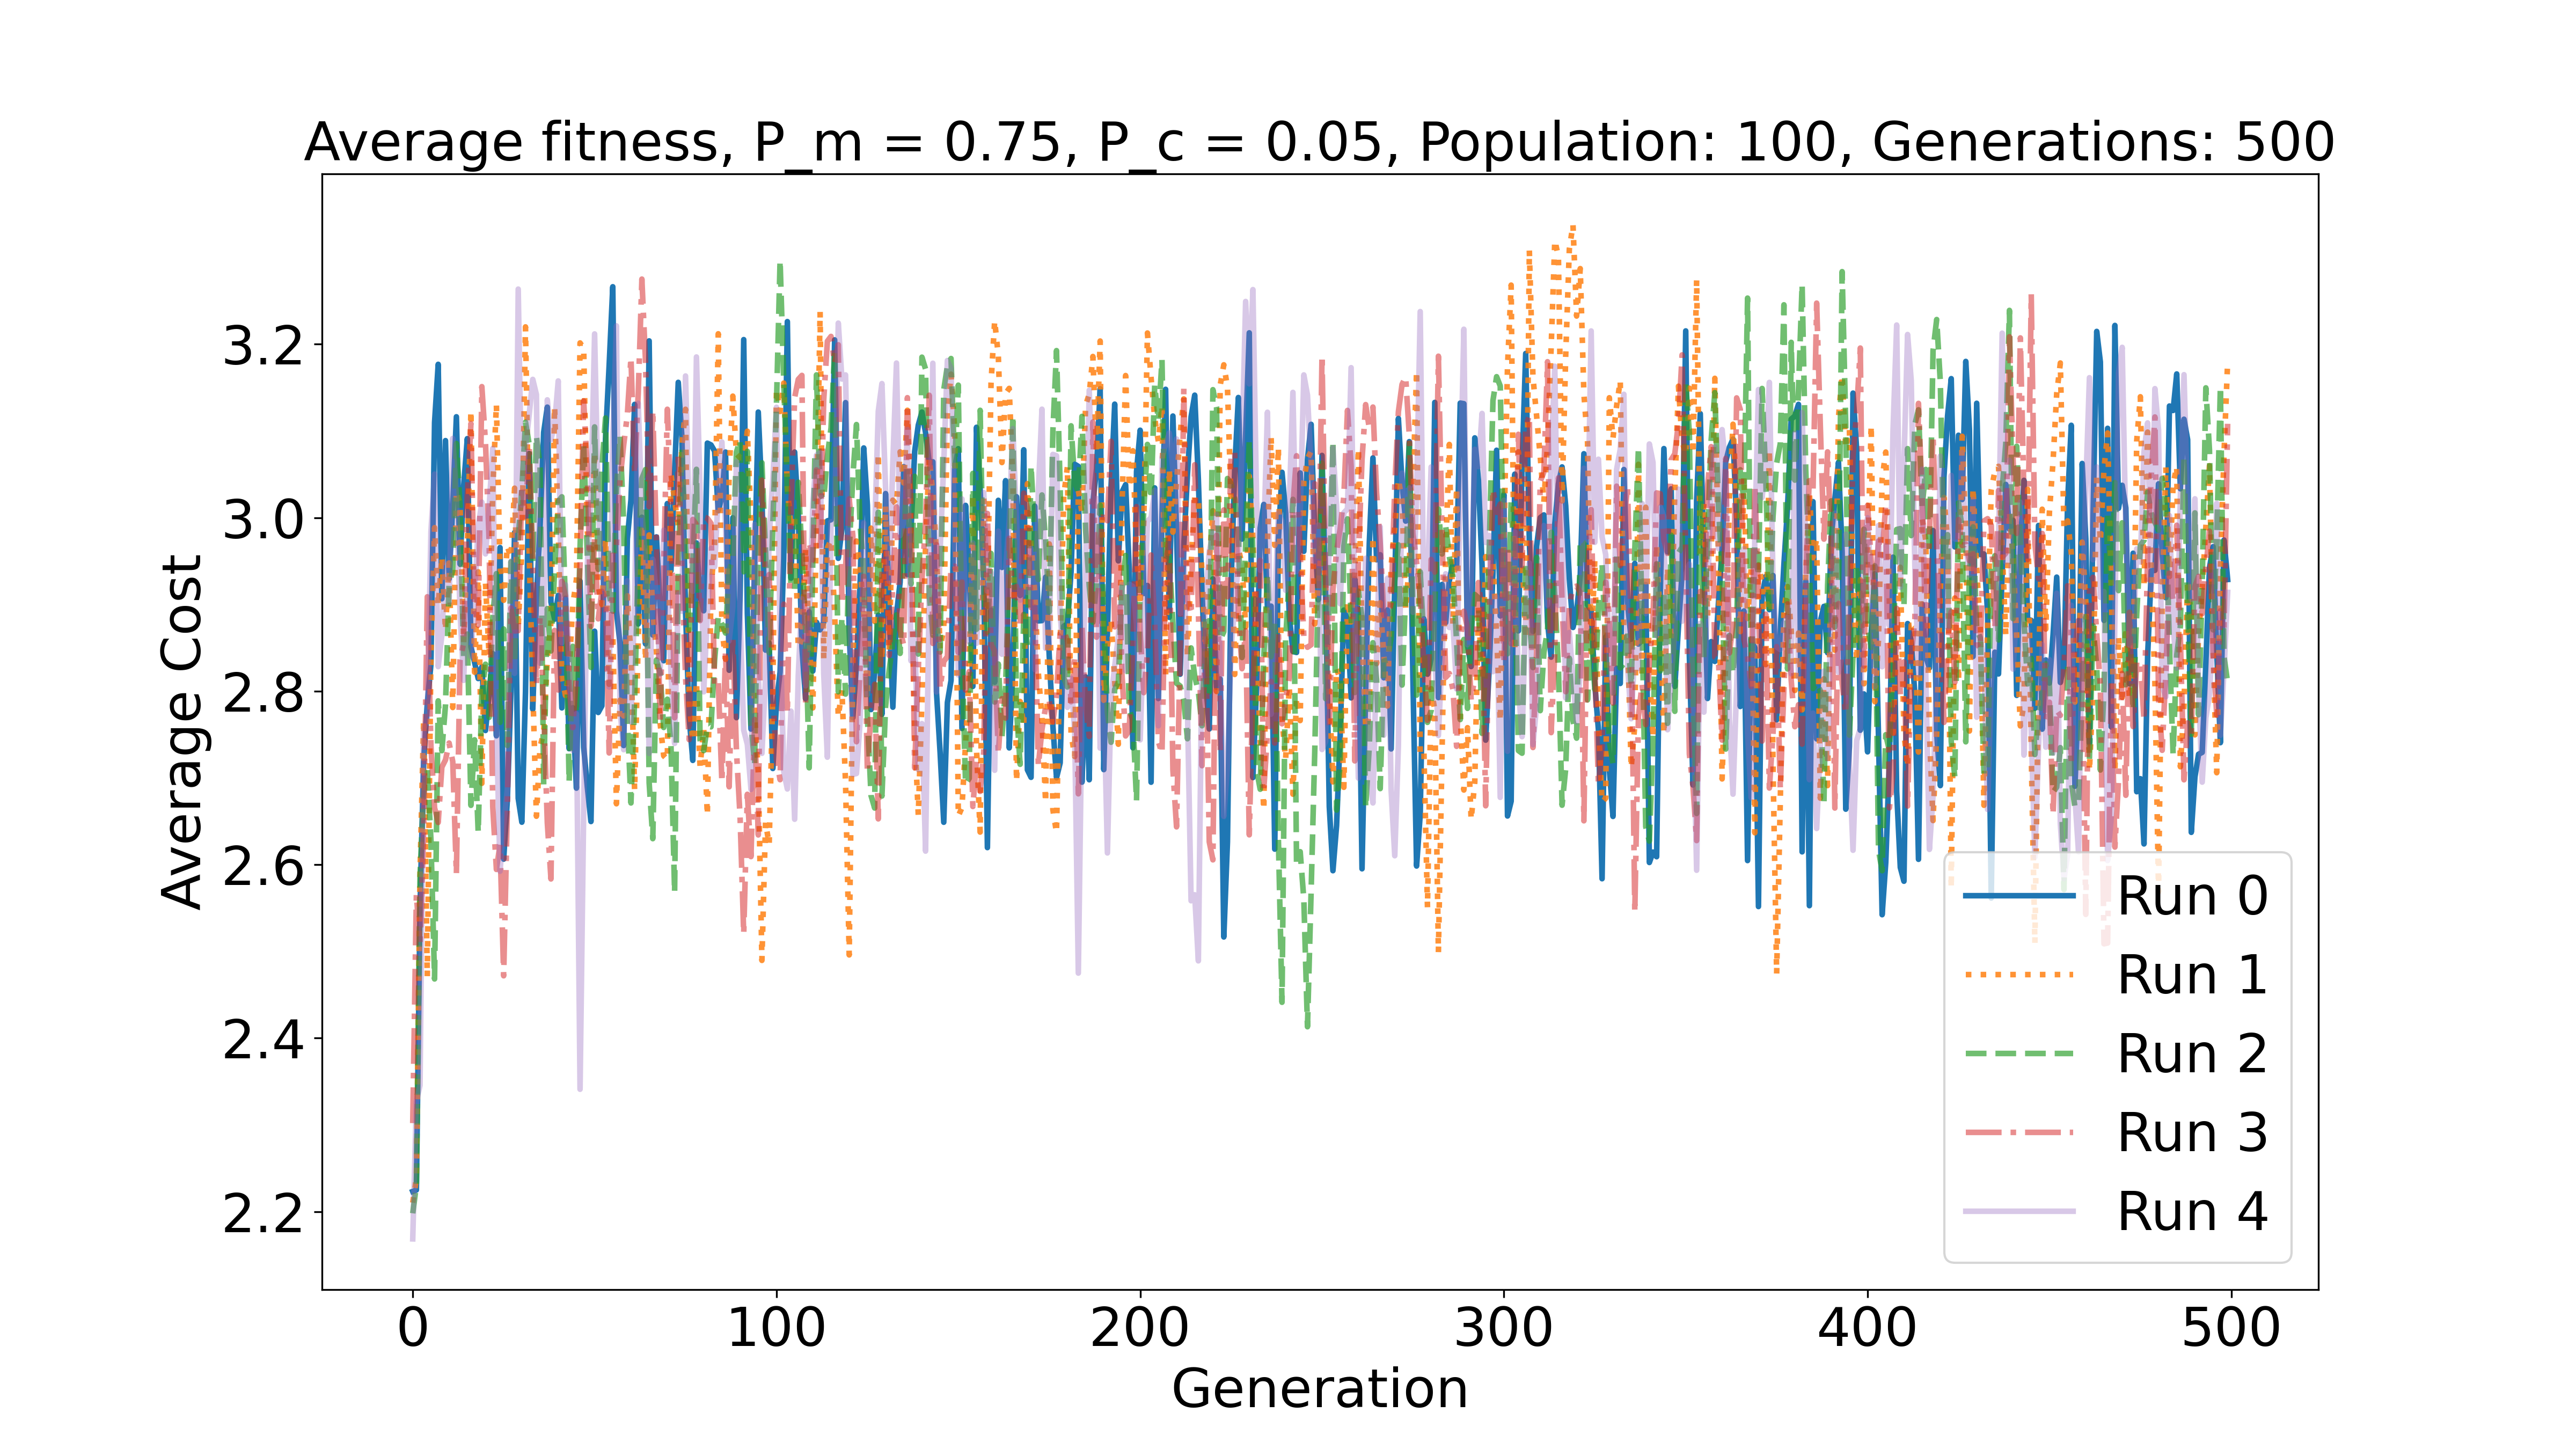 Average fitness, P_m = 0.75, P_c = 0.05, Population: 100, Generations: 500
Average Cost
3.2
3.0
2.8
2.6
2.4
2.2
0 100 200 300 400 500
Generation
Run 0
Run 1
Run 2
Run 3
Run 4